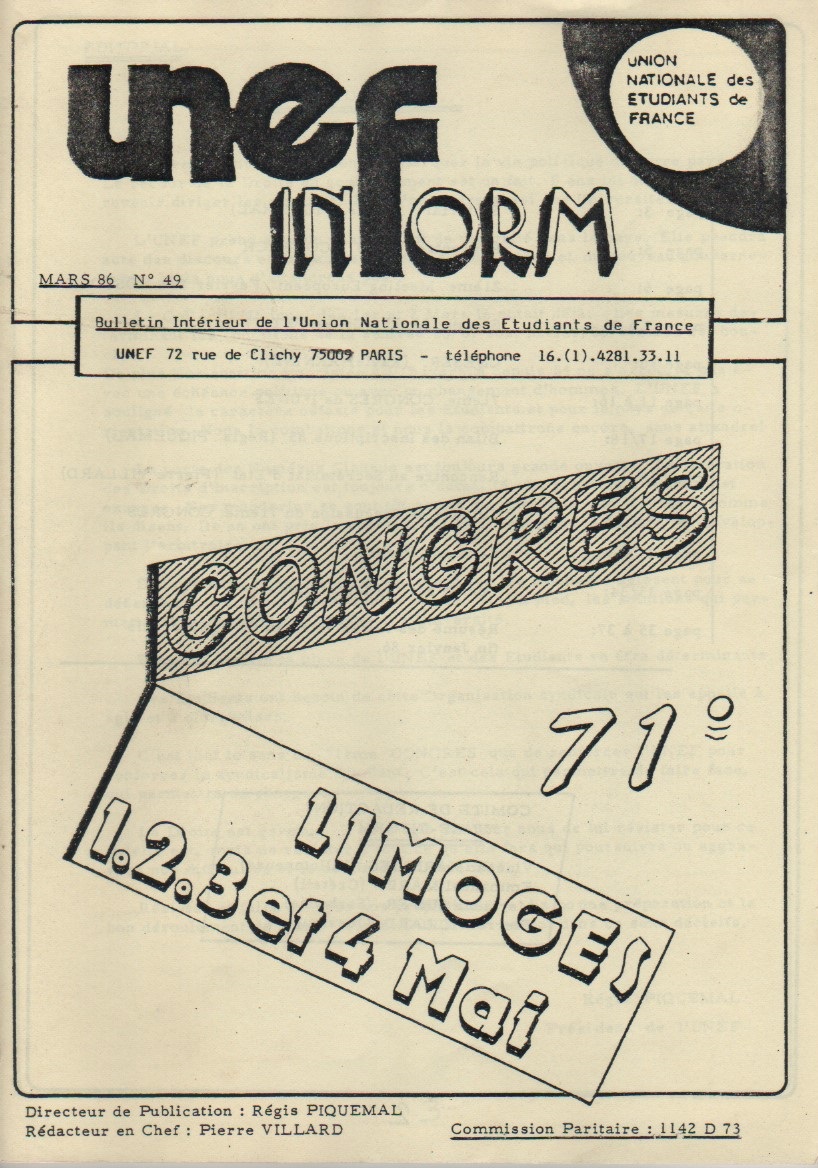 unef
INFORM
UNION
NATIONALE des
ETUDIANTS de
FRANCE
MARS 86 N° 49
Bulletin Intérieur de l'Union Nationale des Etudiants de France
UNEF 72 rue de Clichy 75009 PARIS - téléphone 16.(1).4281.33.11
CONGRES
71°
LIMOGES
1.2.3 et 4 Mai
Directeur de Publication : Régis PIQUEMAL
Rédacteur en Chef : Pierre VILLARD
Commission Paritaire : 1142 D 73